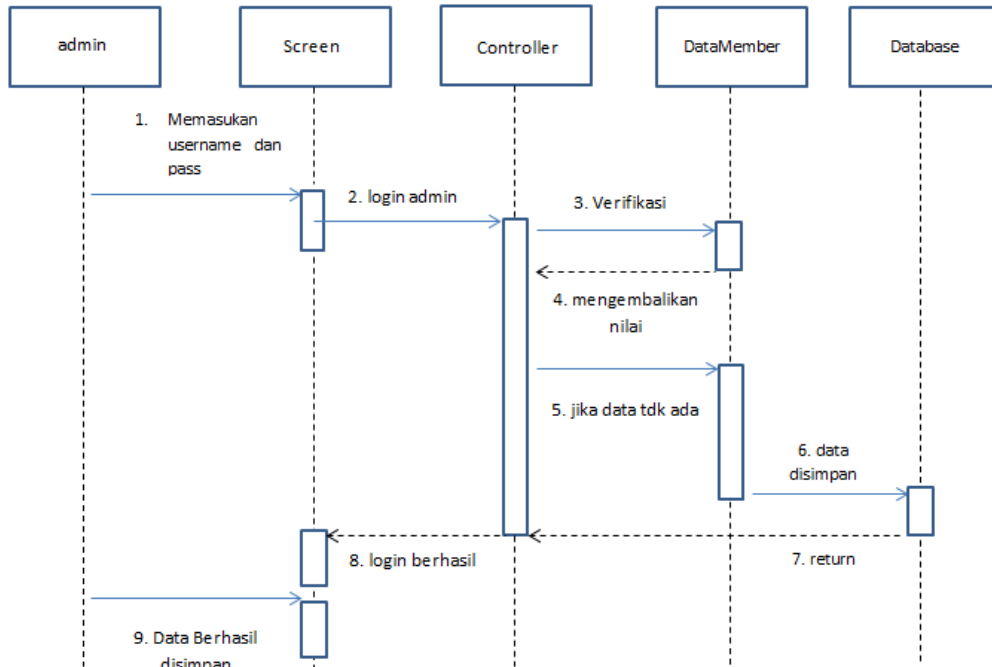 admin
Screen
Controller
DataMember
Database
1. Memasukan
username dan
pass
2. login admin
3. Verifikasi
4. mengembalikan
nilai
5. jika data tdk ada
6. data
disimpan
7. return
8. login berhasil
9. Data Berhasil
disimpan